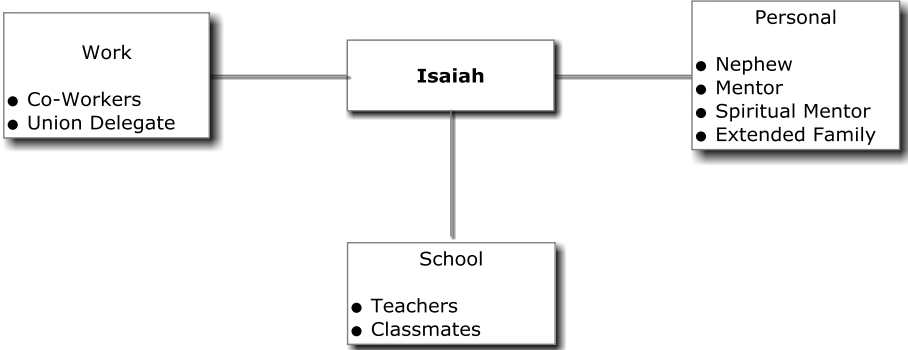 Work
● Co-Workers
● Union Delegate
Isaiah
Personal
● Nephew
● Mentor
● Spiritual Mentor
● Extended Family
School
● Teachers
● Classmates